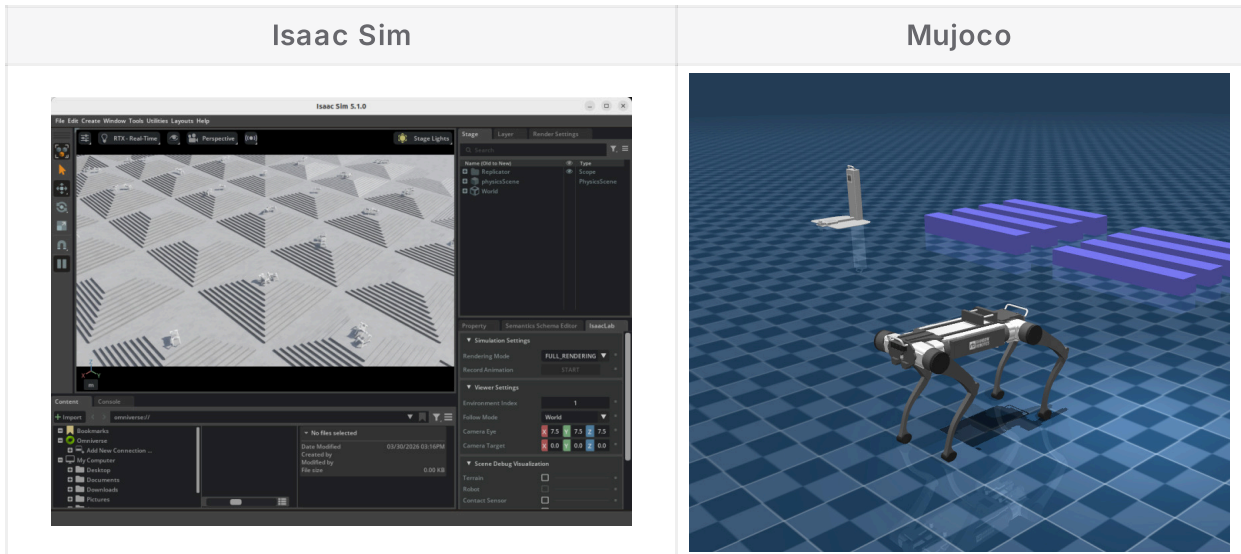 Isaac Sim
Mujoco
Isaac Sim 5.1.0
File Edit Create Window Tools Utilities Layouts Help
RTX - Real-Time
Perspective
Stage Lights
Stage Layer Render Settings
Search
Name (Old to New) Type
Replicator Scope
physicsScene PhysicsScene
World
m
Property Semantics Schema Editor IsaacLab
Simulation Settings
Rendering Mode FULL_RENDERING
Record Animation START
Viewer Settings
Environment Index 1
Follow Mode World
Camera Eye X 7.5 Y 7.5 Z 7.5
Camera Target X 0.0 Y 0.0 Z 0.0
Scene Debug Visualization
Terrain
Robot
Contact Sensor
Content Console
+ Import omniverse://
Bookmarks
Omniverse
Add New Connection ...
My Computer
Desktop
Documents
Downloads
Pictures
No files selected
Date Modified 03/30/2026 03:16PM
Created by
Modified by
File size 0.00 KB